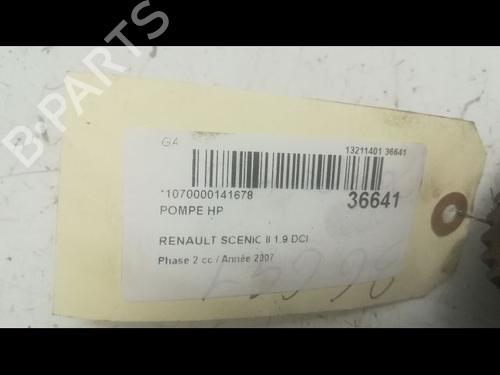 B-PARTS
GA
13211401 36641
*1070000141678
36641
POMPE HP
RENAULT SCENIC II 1.9 DCI
Phase 2 cc / Année 2007